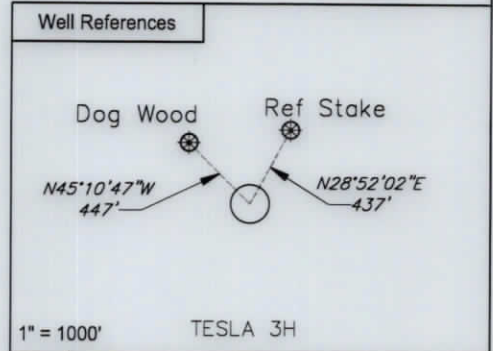 Well References
Dog Wood
Ref Stake
N45°10'47"W
447'
N28°52'02"E
437'
1" = 1000'
TESLA 3H